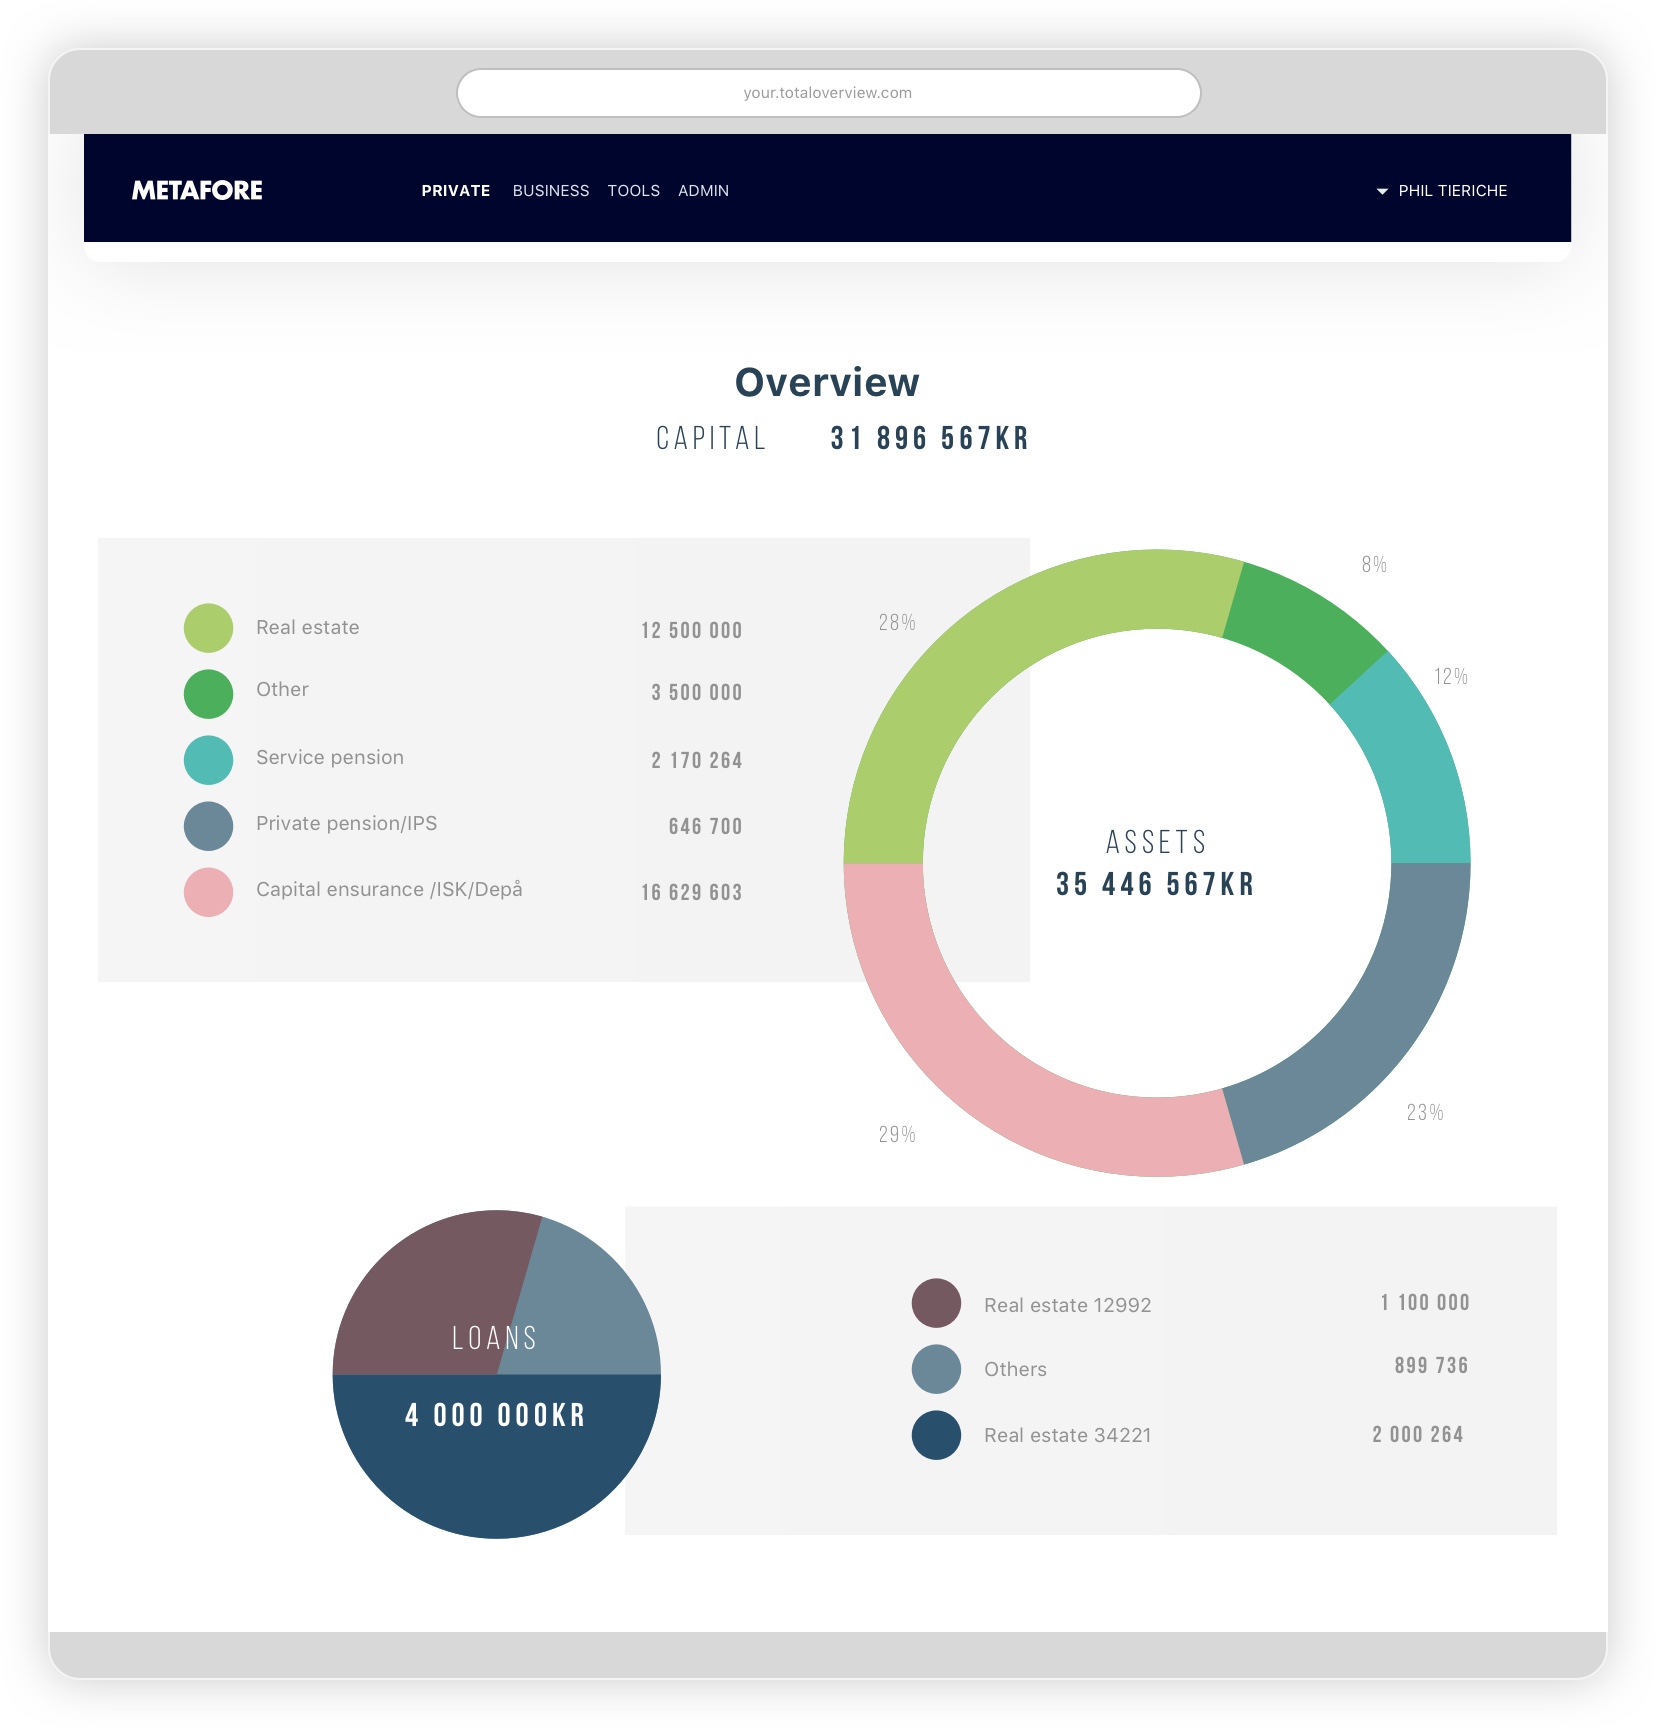 your.totaloverview.com
METAFORE PRIVATE BUSINESS TOOLS ADMIN PHIL TIERICHE
Overview
CAPITAL 31 896 567KR
Real estate 12 500 000
Other 3 500 000
Service pension 2 170 264
Private pension/IPS 646 700
Capital ensurance /ISK/Depå 16 629 603
28%
8%
12%
ASSETS
35 446 567KR
23%
29%
LOANS
4 000 000KR
Real estate 12992 1 100 000
Others 899 736
Real estate 34221 2 000 264